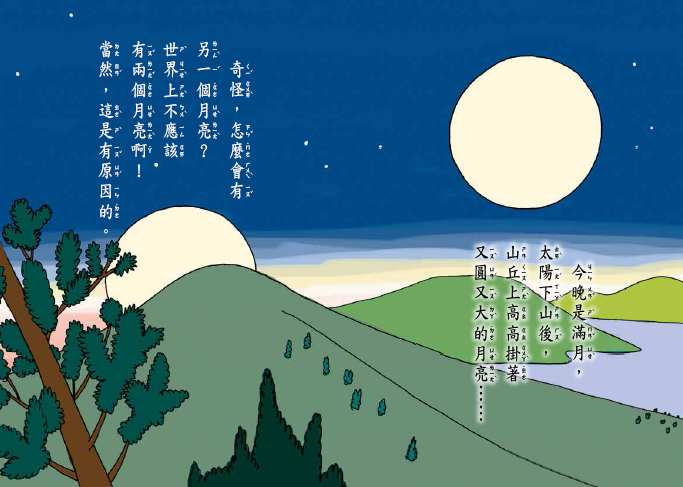 今晚是滿月，
太陽下山後，
山丘上高高掛著
又圓又大的月亮……
奇怪，怎麼會有
另一個月亮？
世界上不應該
有兩個月亮啊！
當然，這是有原因的。